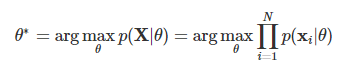 θ* = arg max_θ p(X|θ) = arg max_θ ∏_{i=1}^{N} p(x_i|θ)